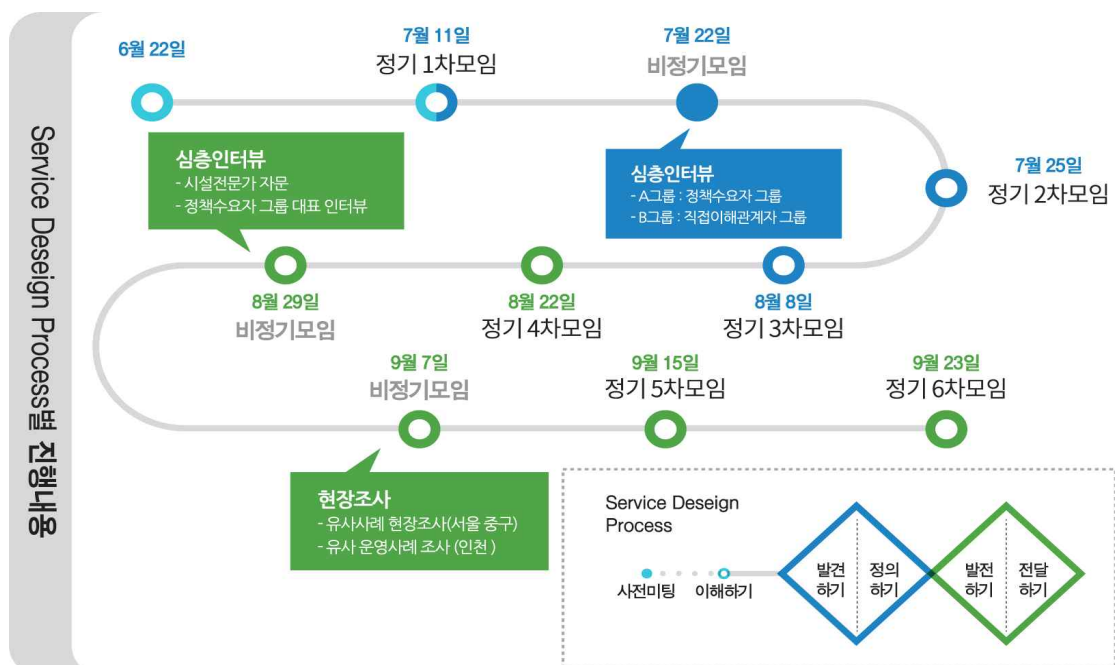 Service Deseign Process별 진행내용
6월 22일
7월 11일
정기 1차모임
7월 22일
비정기모임
7월 25일
정기 2차모임
심층인터뷰
- 시설전문가 자문
- 정책수요자 그룹 대표 인터뷰
심층인터뷰
- A그룹 : 정책수요자 그룹
- B그룹 : 직접이해관계자 그룹
8월 29일
비정기모임
8월 22일
정기 4차모임
8월 8일
정기 3차모임
9월 7일
비정기모임
9월 15일
정기 5차모임
9월 23일
정기 6차모임
현장조사
- 유사사례 현장조사(서울 중구)
- 유사 운영사례 조사 (인천 )
Service Deseign
Process
사전미팅
이해하기
발견
하기
정의
하기
발전
하기
전달
하기